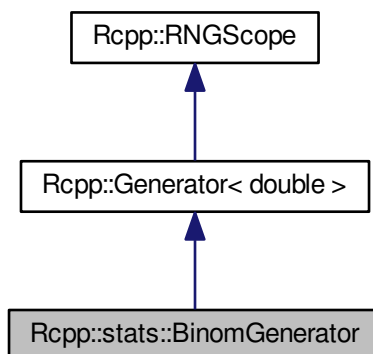 Rcpp::RNGScope
Rcpp::Generator< double >
Rcpp::stats::BinomGenerator